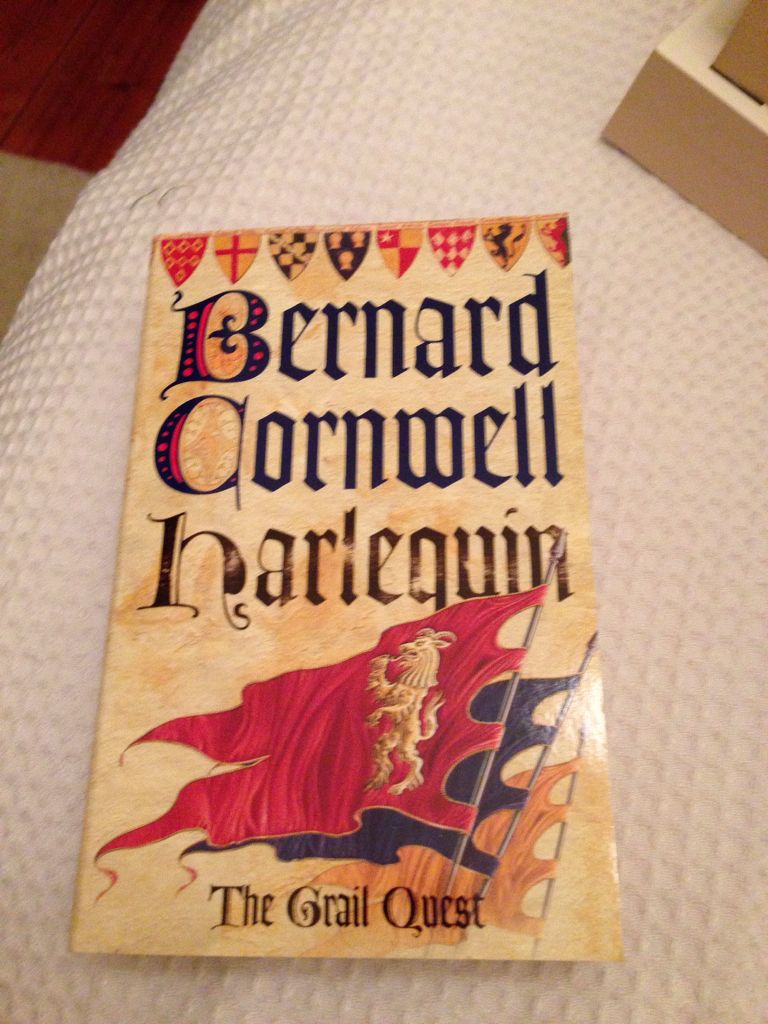 Bernard
Cornwell
harlequin
The Grail Quest